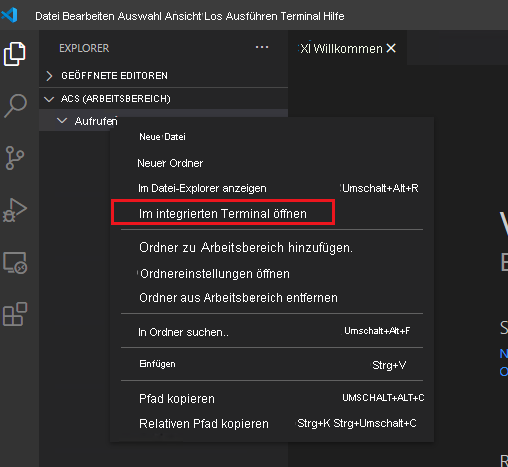 Datei Bearbeiten Auswahl Ansicht Los Ausführen Terminal Hilfe
EXPLORER ...
XI Willkommen ×
GEÖFFNETE EDITOREN
ACS (ARBEITSBEREICH)
Aufrufen
Neue Datei
Neuer Ordner
Im Datei-Explorer anzeigen Umschalt+Alt+R
Im integrierten Terminal öffnen
Ordner zu Arbeitsbereich hinzufügen.
Ordnereinstellungen öffnen
Ordner aus Arbeitsbereich entfernen
In Ordner suchen.. Umschalt+Alt+F
Einfügen Strg+V
Pfad kopieren UMSCHALT+ALT+C
Relativen Pfad kopieren Strg+K Strg+Umschalt+C
S
N
O
R